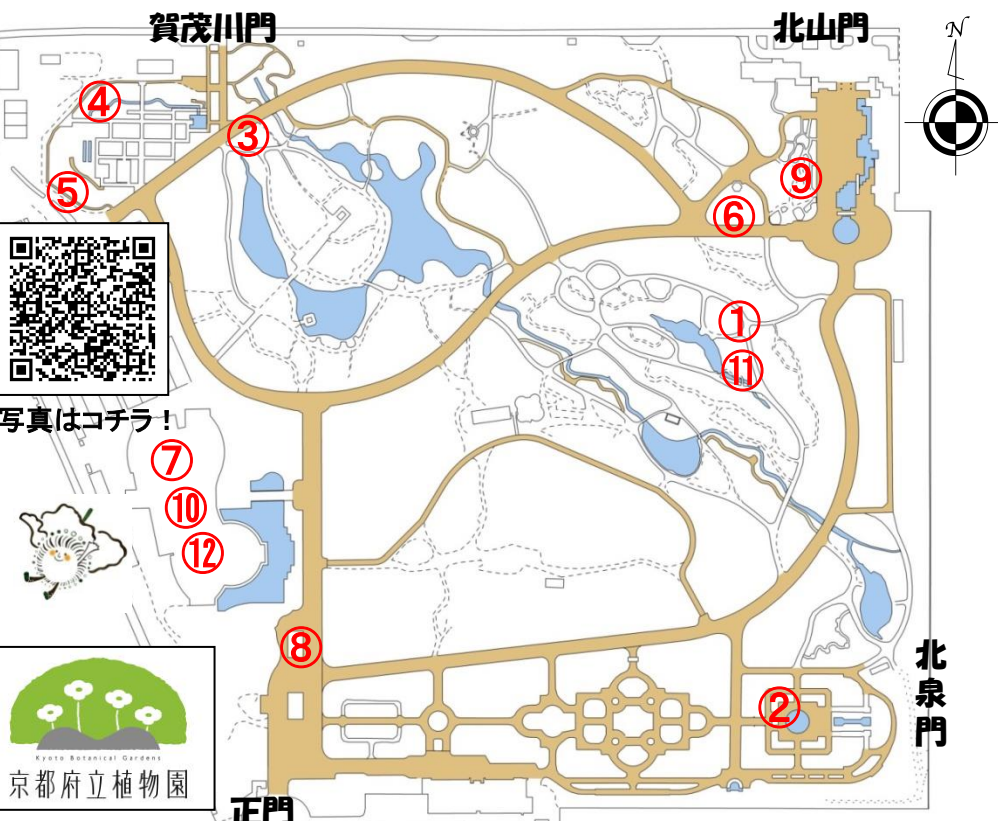 賀茂川門
北山門
N
④
③
⑤
⑨
⑥
①
⑪
写真はコチラ!
⑦
⑩
⑫
⑧
北泉門
②
Kyoto Botanical Gardens
京都府立植物園
正門